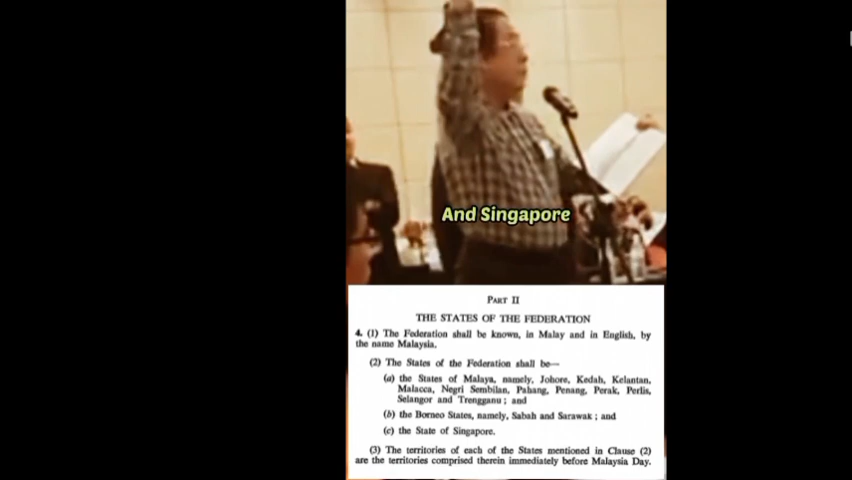 And Singapore
PART II
THE STATES OF THE FEDERATION
4. (1) The Federation shall be known, in Malay and in English, by
the name Malaysia.
(2) The States of the Federation shall be—
(a) the States of Malaya, namely, Johore, Kedah, Kelantan,
Malacca, Negri Sembilan, Pahang, Penang, Perak, Perlis,
Selangor and Trengganu ; and
(b) the Borneo States, namely, Sabah and Sarawak ; and
(c) the State of Singapore.
(3) The territories of each of the States mentioned in Clause (2)
are the territories comprised therein immediately before Malaysia Day.